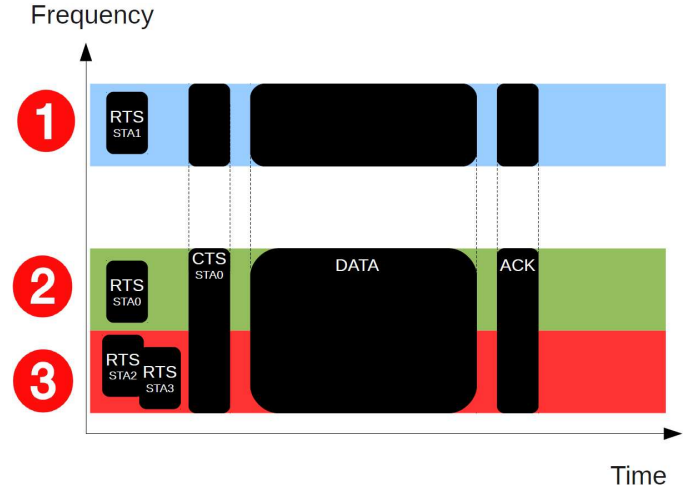 Frequency
1
RTS
STA1
2
RTS
STA0
CTS
STA0
DATA
ACK
3
RTS
STA2
RTS
STA3
Time